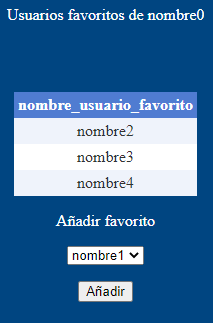 Usuarios favoritos de nombre0
nombre_usuario_favorito
nombre2
nombre3
nombre4
Añadir favorito
nombre1
Añadir